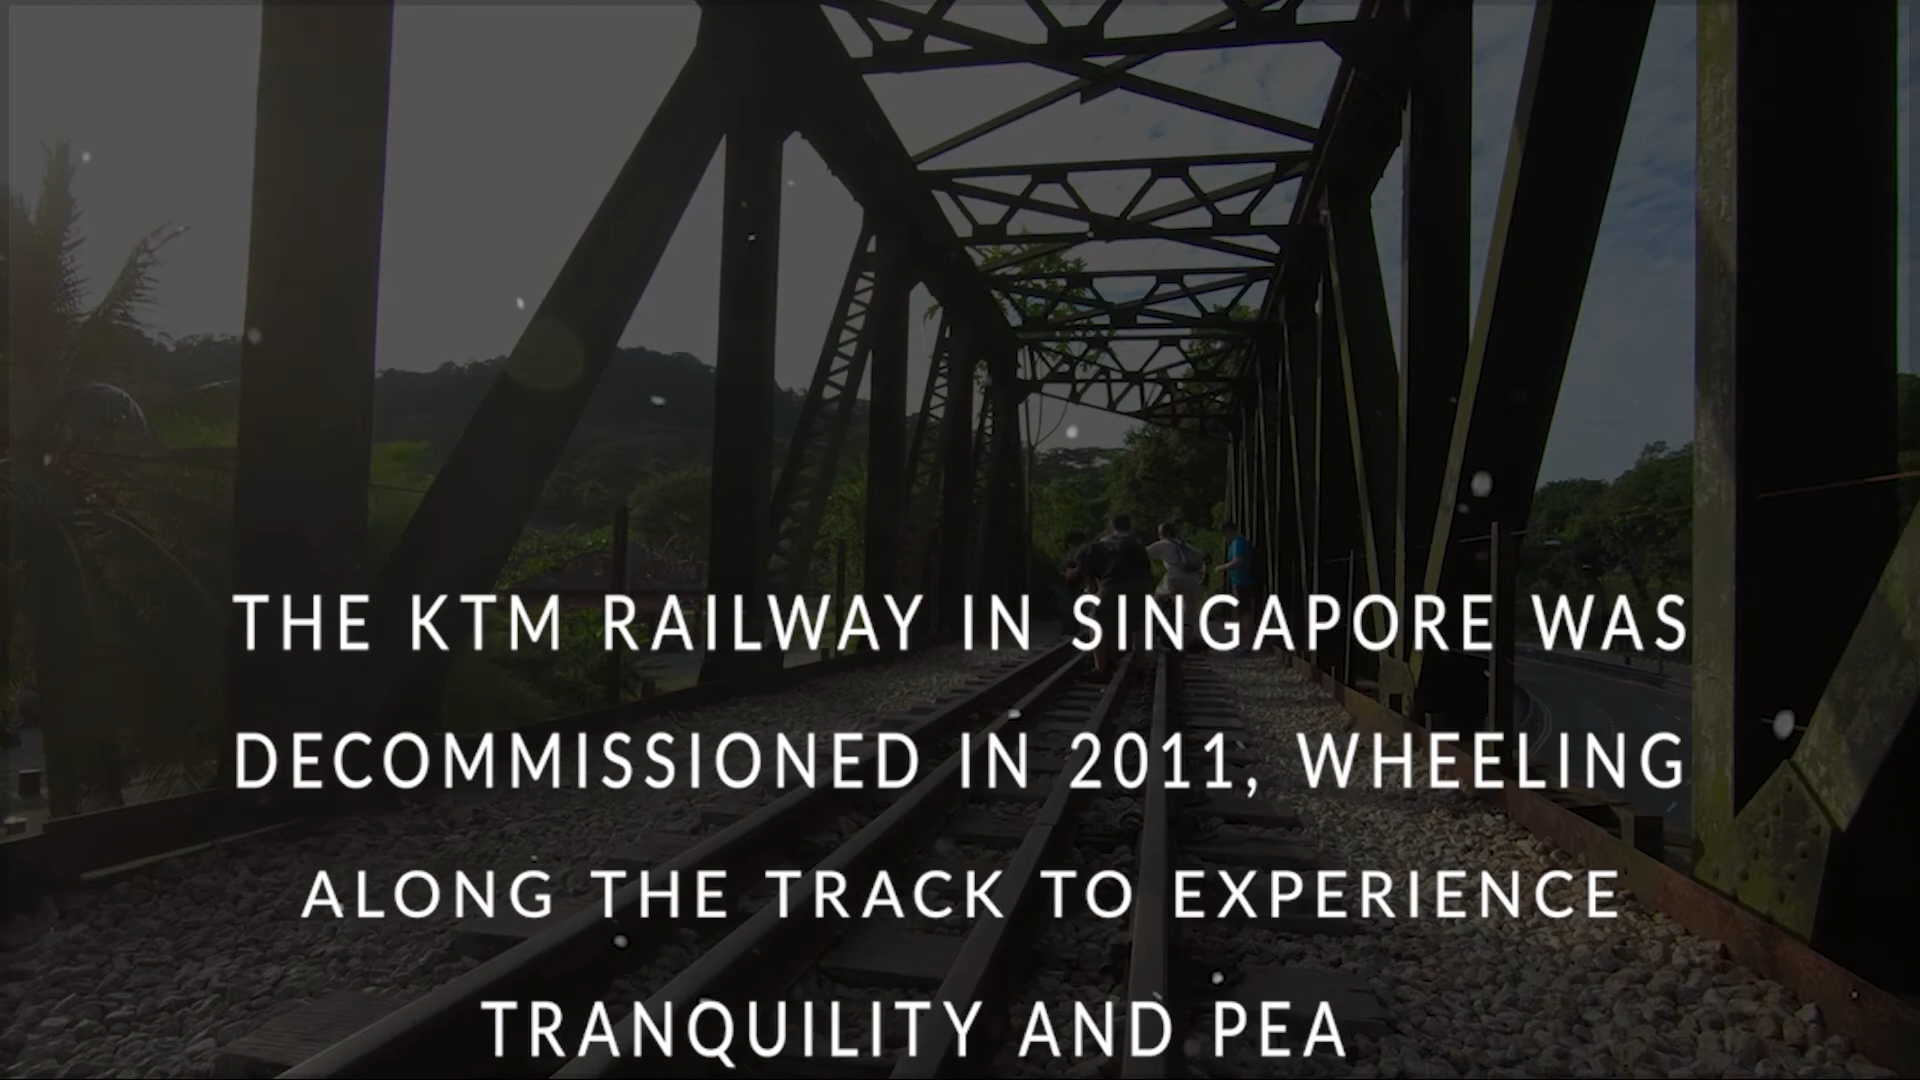 THE KTM RAILWAY IN SINGAPORE WAS
DECOMMISSIONED IN 2011, WHEELING
ALONG THE TRACK TO EXPERIENCE
TRANQUILITY AND PEA